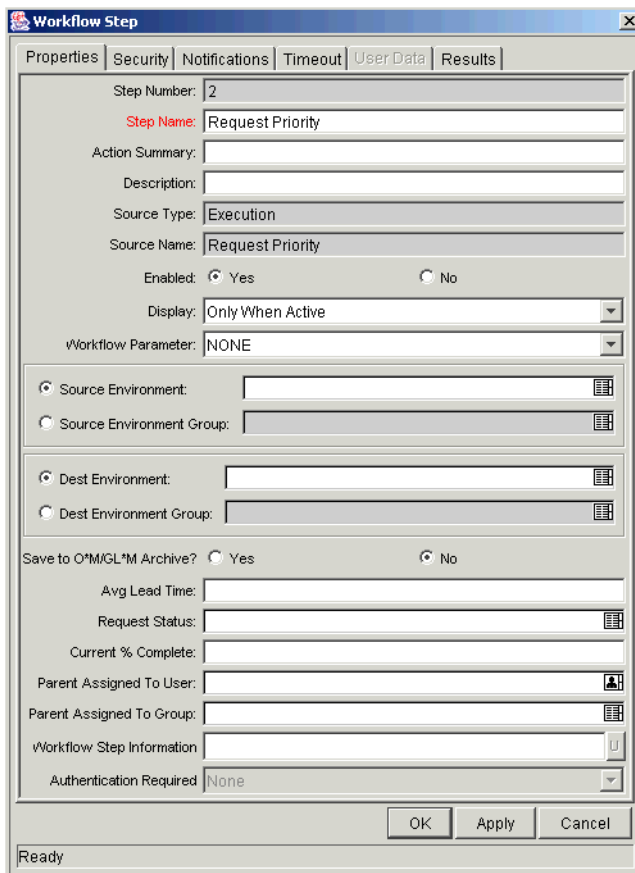 Workflow Step
Properties Security Notifications Timeout User Data Results
Step Number: 2
Step Name: Request Priority
Action Summary:
Description:
Source Type: Execution
Source Name: Request Priority
Enabled: Yes No
Display: Only When Active
Workflow Parameter: NONE
Source Environment:
Source Environment Group:
Dest Environment:
Dest Environment Group:
Save to O*M/GL*M Archive? Yes No
Avg Lead Time:
Request Status:
Current % Complete:
Parent Assigned To User:
Parent Assigned To Group:
Workflow Step Information U
Authentication Required None
OK Apply Cancel
Ready